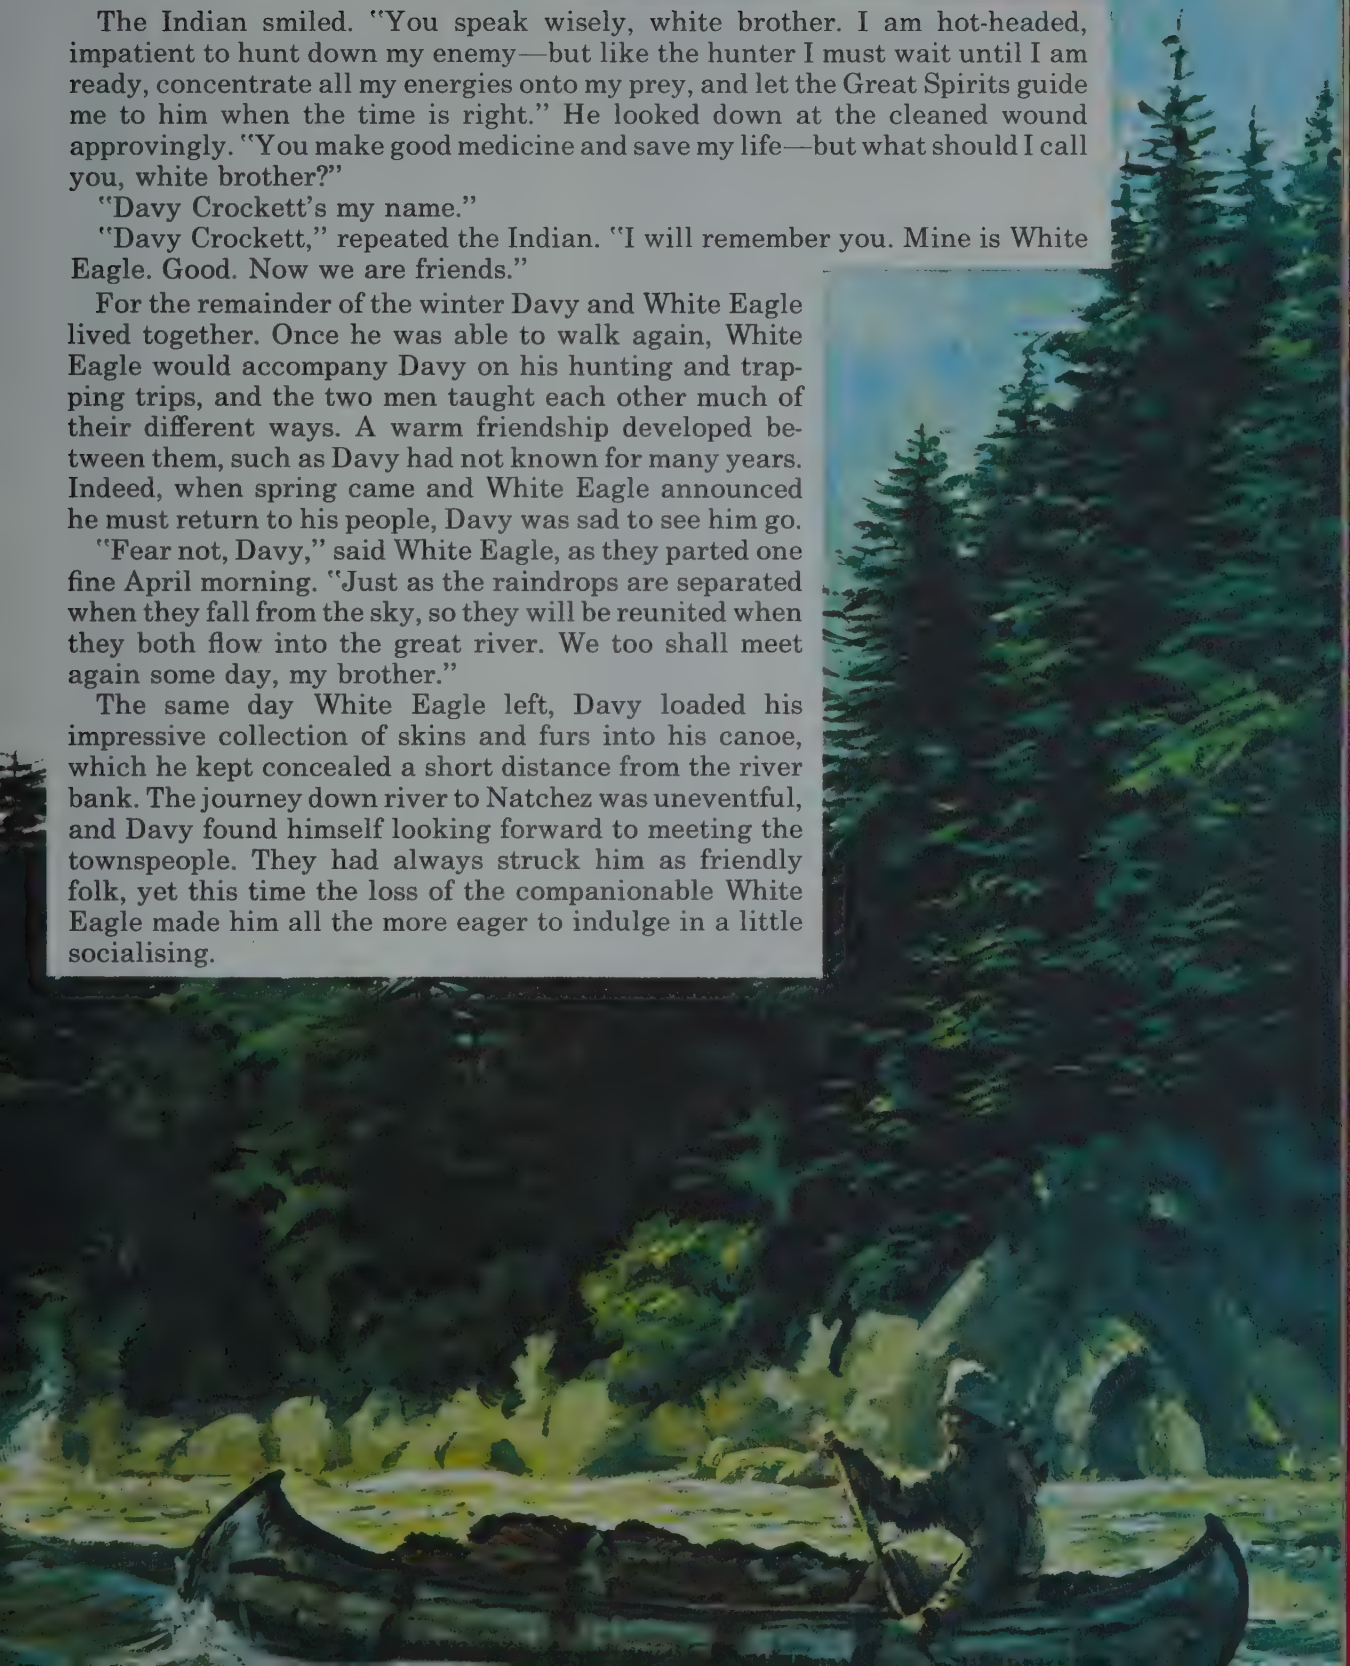 The Indian smiled. "You speak wisely, white brother. I am hot-headed,
impatient to hunt down my enemy—but like the hunter I must wait until I am
ready, concentrate all my energies onto my prey, and let the Great Spirits guide
me to him when the time is right.” He looked down at the cleaned wound
approvingly. "You make good medicine and save my life—but what should I call
you, white brother?”
"Davy Crockett's my name.”
"Davy Crockett,” repeated the Indian. "I will remember you. Mine is White
Eagle. Good. Now we are friends.”
For the remainder of the winter Davy and White Eagle
lived together. Once he was able to walk again, White
Eagle would accompany Davy on his hunting and trap-
ping trips, and the two men taught each other much of
their different ways. A warm friendship developed be-
tween them, such as Davy had not known for many years.
Indeed, when spring came and White Eagle announced
he must return to his people, Davy was sad to see him go.
"Fear not, Davy,” said White Eagle, as they parted one
fine April morning. "Just as the raindrops are separated
when they fall from the sky, so they will be reunited when
they both flow into the great river. We too shall meet
again some day, my brother.”
The same day White Eagle left, Davy loaded his
impressive collection of skins and furs into his canoe,
which he kept concealed a short distance from the river
bank. The journey down river to Natchez was uneventful,
and Davy found himself looking forward to meeting the
townspeople. They had always struck him as friendly
folk, yet this time the loss of the companionable White
Eagle made him all the more eager to indulge in a little
socialising.